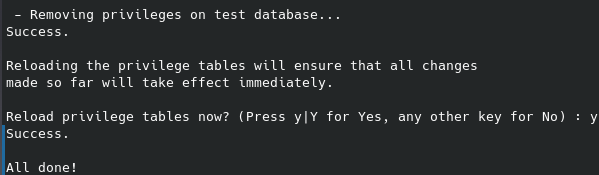 - Removing privileges on test database...
Success.
Reloading the privilege tables will ensure that all changes
made so far will take effect immediately.
Reload privilege tables now? (Press y|Y for Yes, any other key for No) : y
Success.
All done!